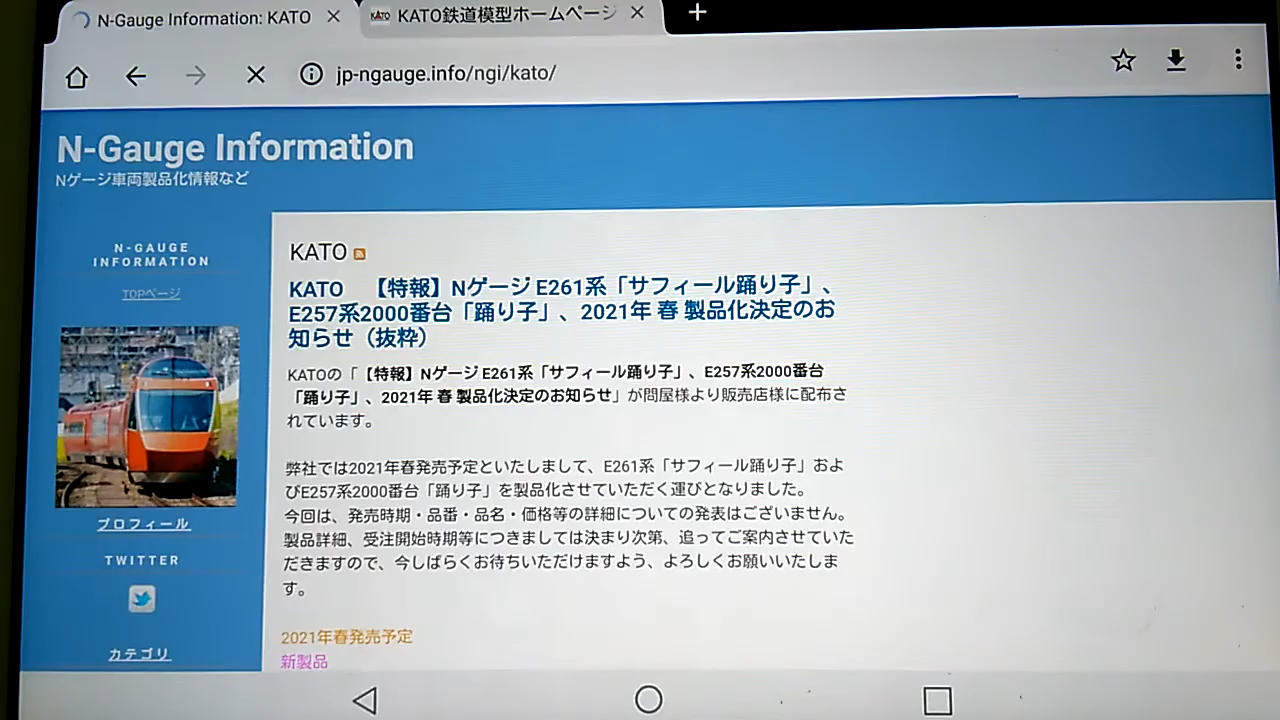 N-Gauge Information: KATO
KATO鉄道模型ホームページ
jp-ngauge.info/ngi/kato/
N-Gauge Information
Nゲージ車両製品化情報など
N-GAUGE
INFORMATION
TOPページ
プロフィール
TWITTER
カテゴリ
KATO
KATO 【特報】Nゲージ E261系「サフィール踊り子」、
E257系2000番台「踊り子」、2021年 春 製品化決定のお
知らせ（抜粋）
KATOの「【特報】Nゲージ E261系「サフィール踊り子」、E257系2000番台
「踊り子」、2021年 春 製品化決定のお知らせ」が問屋様より販売店様に配布さ
れています。
弊社では2021年春発売予定といたしまして、E261系「サフィール踊り子」およ
びE257系2000番台「踊り子」を製品化させていただく運びとなりました。
今回は、発売時期・品番・品名・価格等の詳細についての発表はございません。
製品詳細、受注開始時期等につきましては決まり次第、追ってご案内させていた
だきますので、今しばらくお待ちいただけますよう、よろしくお願いいたしま
す。
2021年春発売予定
新製品